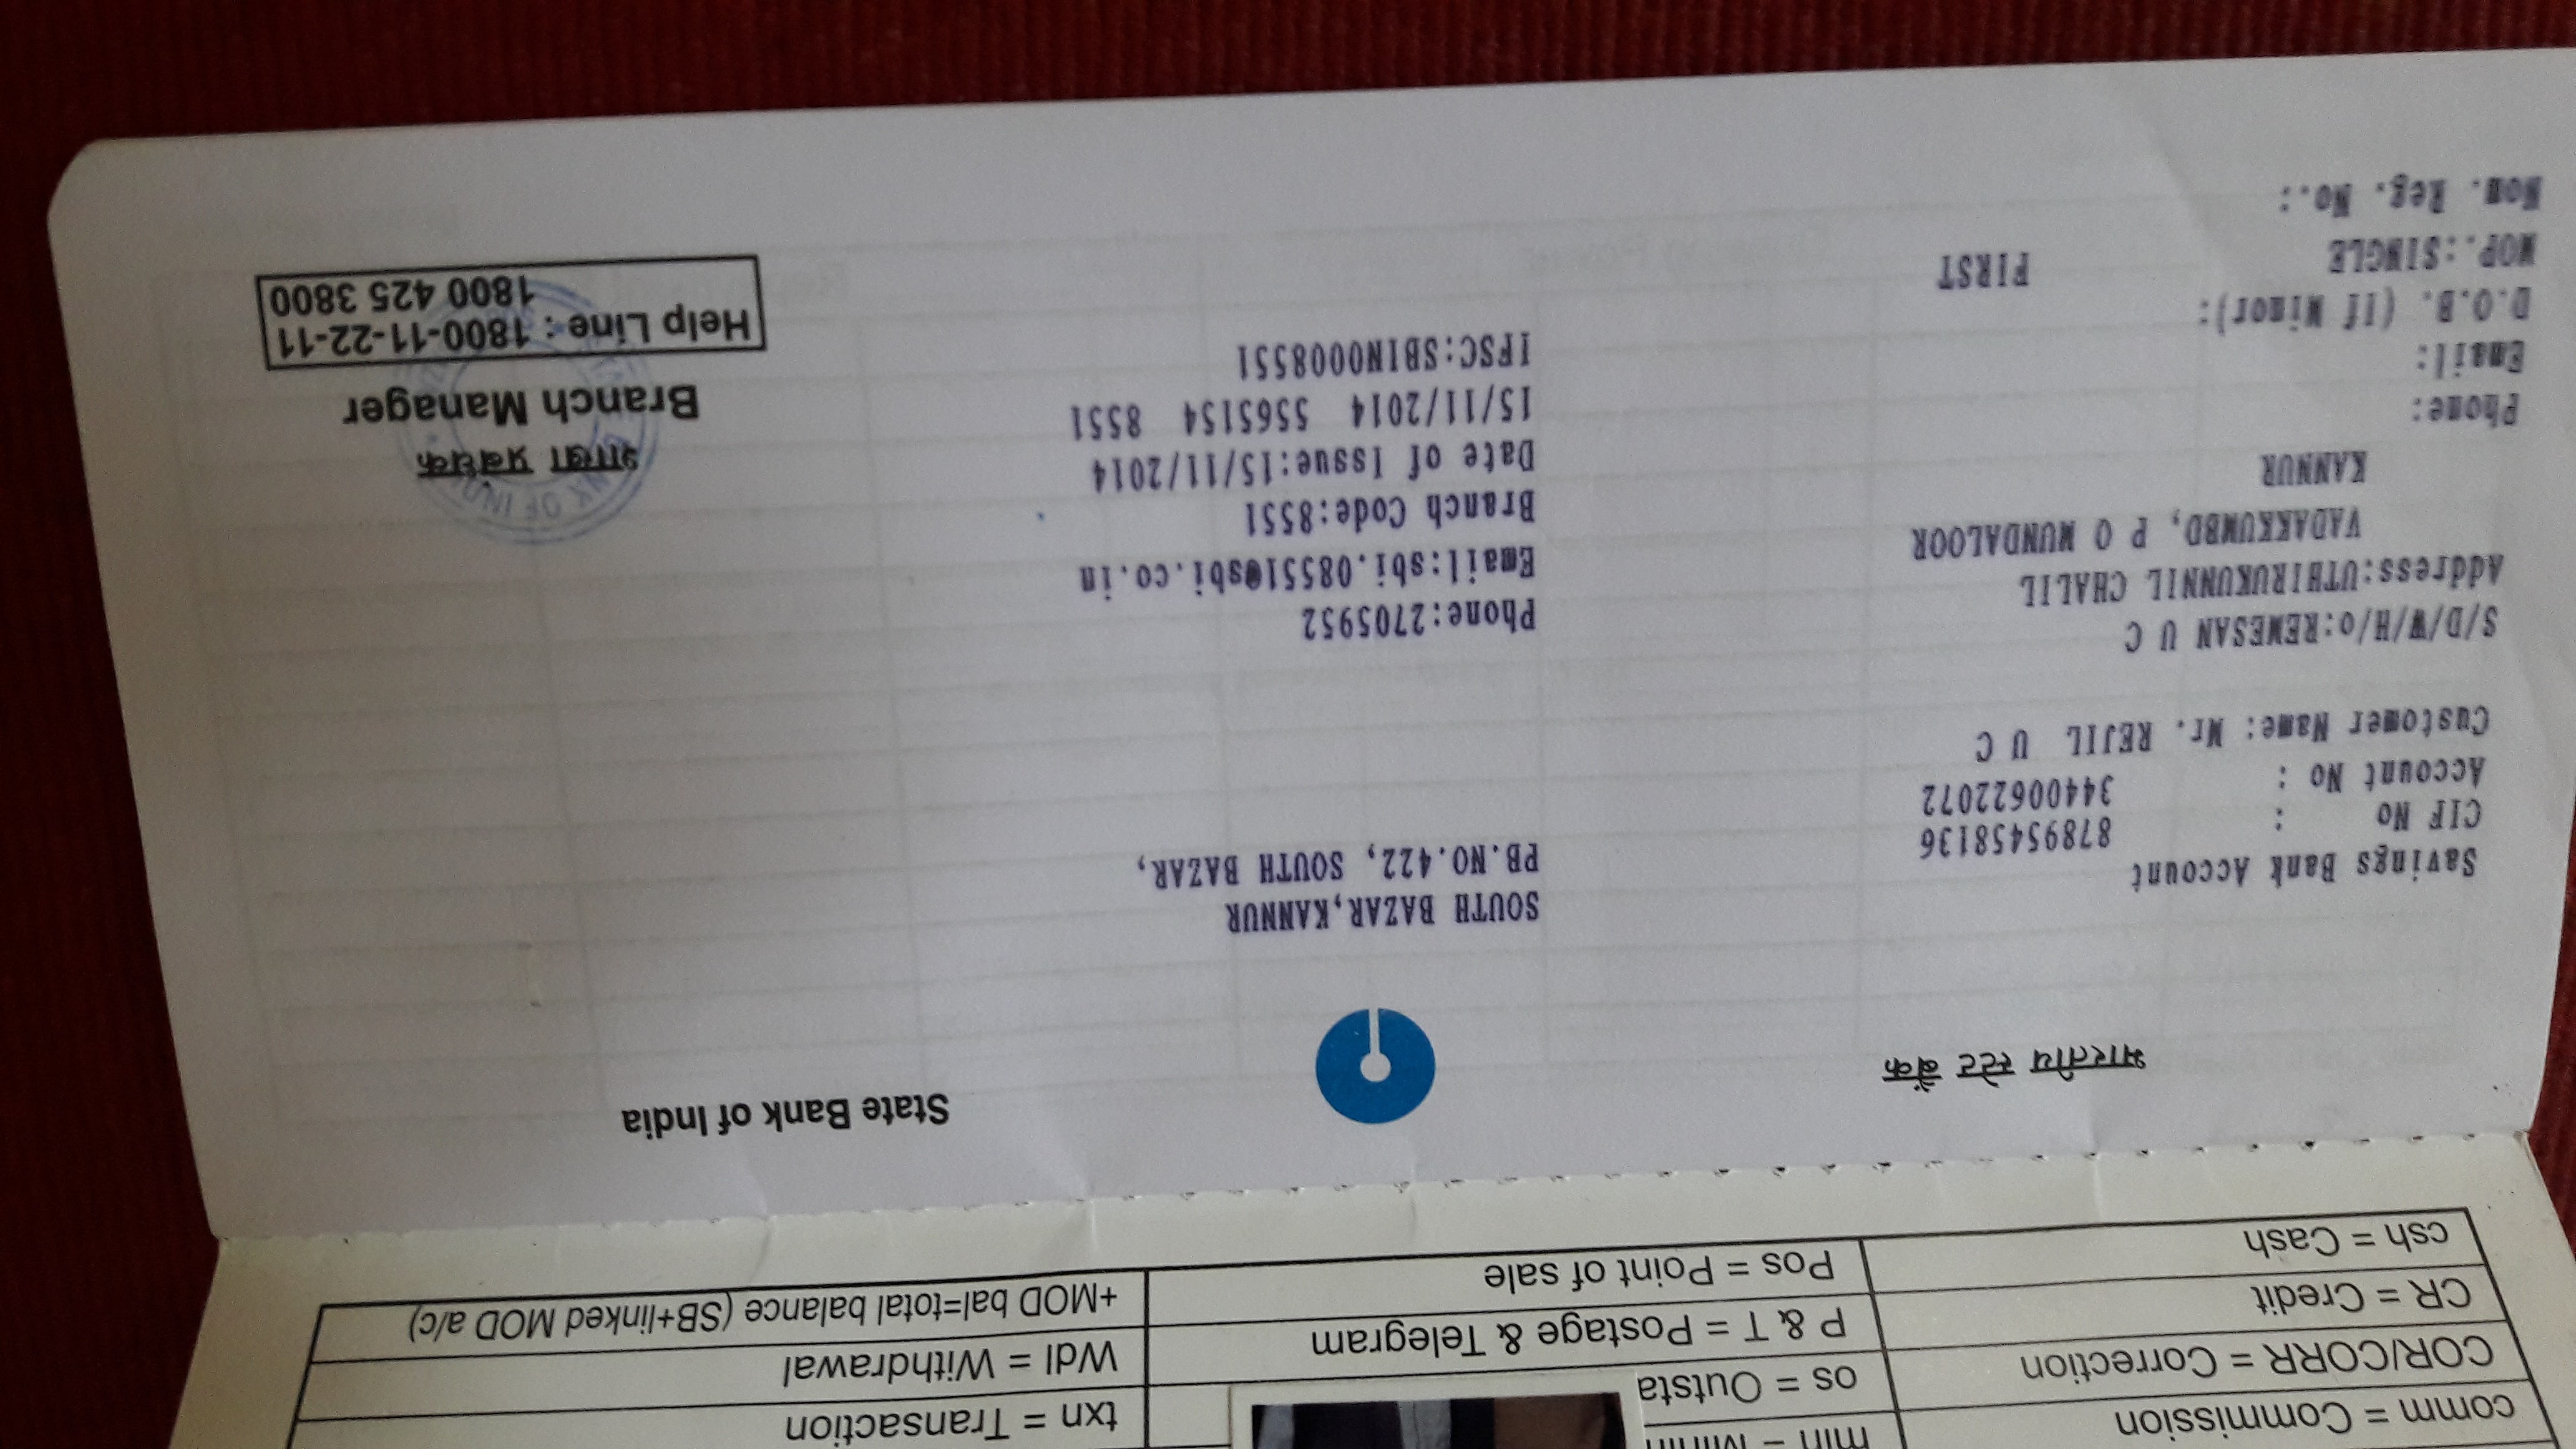 comm = Commission
COR/CORR = Correction
CR = Credit
csh = Cash
os = Outsta
P & T = Postage & Telegram
Pos = Point of sale
txn = Transaction
Wdl = Withdrawal
+MOD bal=total balance (SB+linked MOD a/c)
भारतीय स्टेट बैंक
State Bank of India
Savings Bank Account
CIF No : 87895458136
Account No : 34400622072
Customer Name: Mr. REJIL U C
S/D/W/H/o:REMESAN U C
Address:UTHIRUKUNNIL CHALIL
VADAKKUMBD, P O MUNDALOOR
KANNUR
Phone:
Email:
D.O.B. (If Minor):
MOP.:SINGLE FIRST
Nom. Reg. No.:
SOUTH BAZAR,KANNUR
PB.NO.422, SOUTH BAZAR,
Phone:2705952
Email:sbi.08551@sbi.co.in
Branch Code:8551
Date of Issue:15/11/2014
15/11/2014 5565154 8551
IFSC:SBIN0008551
शाखा प्रबंधक
Branch Manager
Help Line : 1800-11-22-11
1800 425 3800